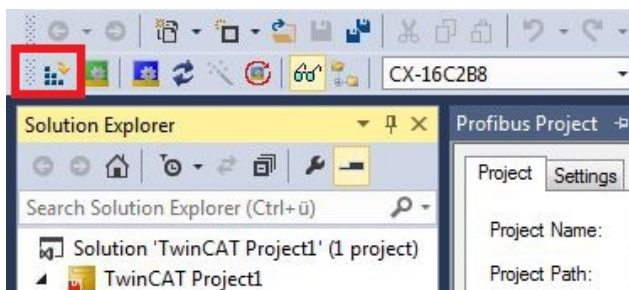 CX-16C2B8
Solution Explorer
Profibus Project
Project Settings
Search Solution Explorer (Ctrl+ü)
Project Name:
Solution 'TwinCAT Project1' (1 project)
TwinCAT Project1
Project Path: